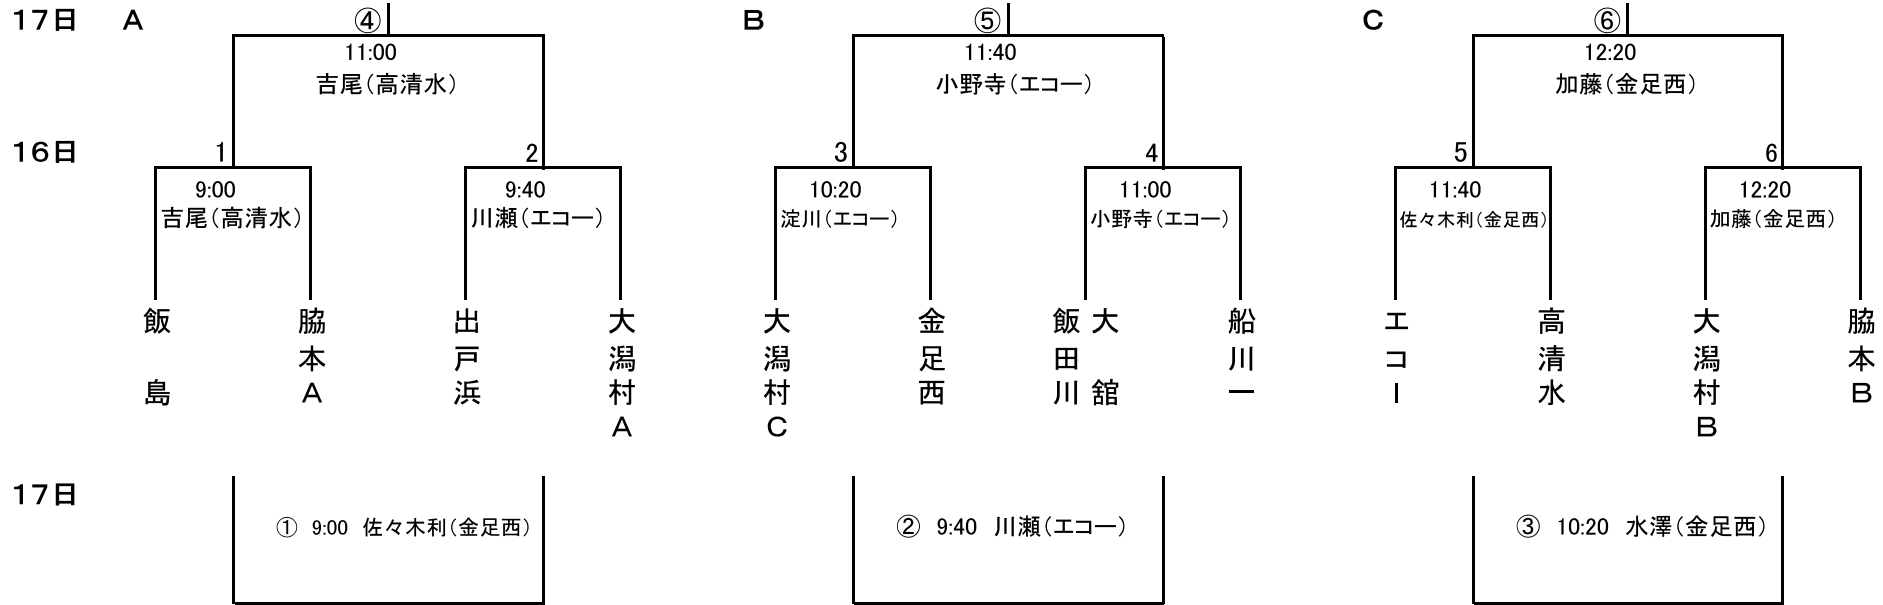 17日 A ④ B ⑤ C ⑥
11:00 11:40 12:20
吉尾(高清水) 小野寺(エコー) 加藤(金足西)
16日 1 2 3 4 5 6
9:00 9:40 10:20 11:00 11:40 12:20
吉尾(高清水) 川瀬(エコー) 淀川(エコー) 小野寺(エコー) 佐々木利(金足西) 加藤(金足西)
飯島
脇本A
出戸浜
大潟村A
大潟村C
金足西
大館
飯田川
船川一
エコー
高清水
大潟村B
脇本B
17日
① 9:00 佐々木利(金足西) ② 9:40 川瀬(エコー) ③ 10:20 水澤(金足西)